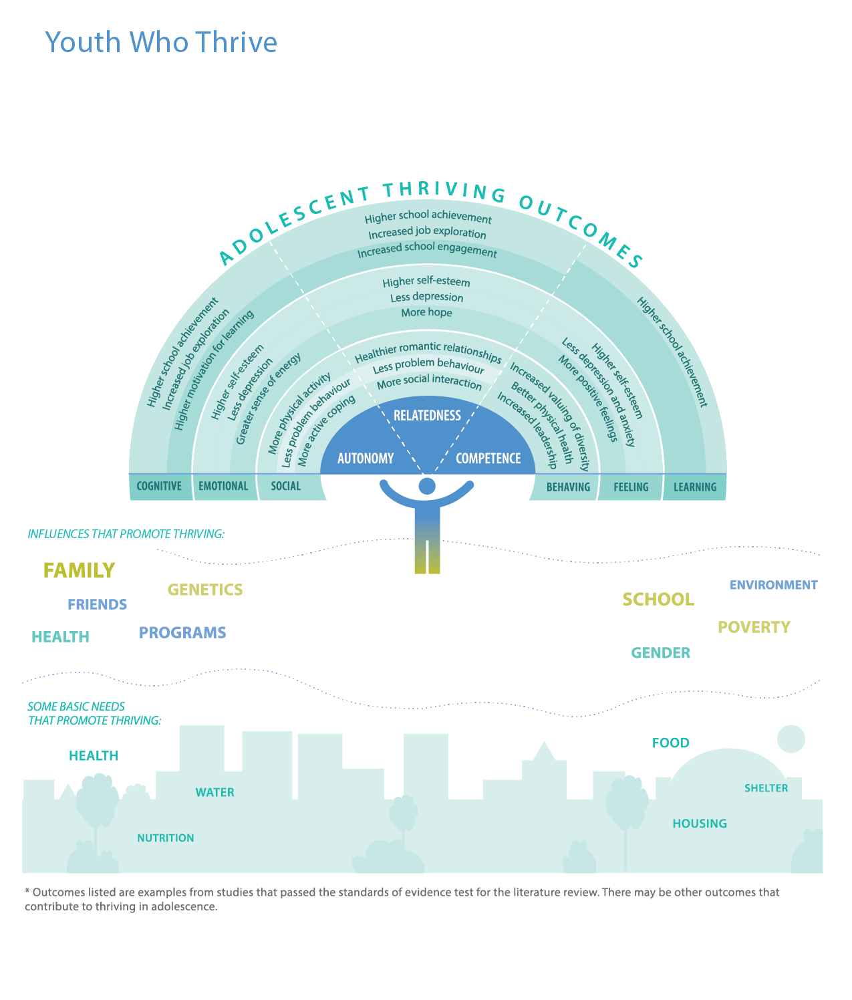 Youth Who Thrive
ADOLESCENT THRIVING OUTCOMES
Higher school achievement
Increased job exploration
Higher motivation for learning
Higher self-esteem
Less depression
Greater sense of energy
More physical activity
Less problem behaviour
More active coping
Higher school achievement
Increased job exploration
Increased school engagement
Higher self-esteem
Less depression
More hope
Healthier romantic relationships
Less problem behaviour
More social interaction
Higher school achievement
Higher self-esteem
Less depression and anxiety
More positive feelings
Increased valuing of diversity
Better physical health
Increased leadership
RELATEDNESS
AUTONOMY
COMPETENCE
COGNITIVE
EMOTIONAL
SOCIAL
BEHAVING
FEELING
LEARNING
INFLUENCES THAT PROMOTE THRIVING:
FAMILY
GENETICS
FRIENDS
PROGRAMS
HEALTH
ENVIRONMENT
SCHOOL
POVERTY
GENDER
SOME BASIC NEEDS
THAT PROMOTE THRIVING:
HEALTH
WATER
NUTRITION
FOOD
SHELTER
HOUSING
* Outcomes listed are examples from studies that passed the standards of evidence test for the literature review. There may be other outcomes that
contribute to thriving in adolescence.